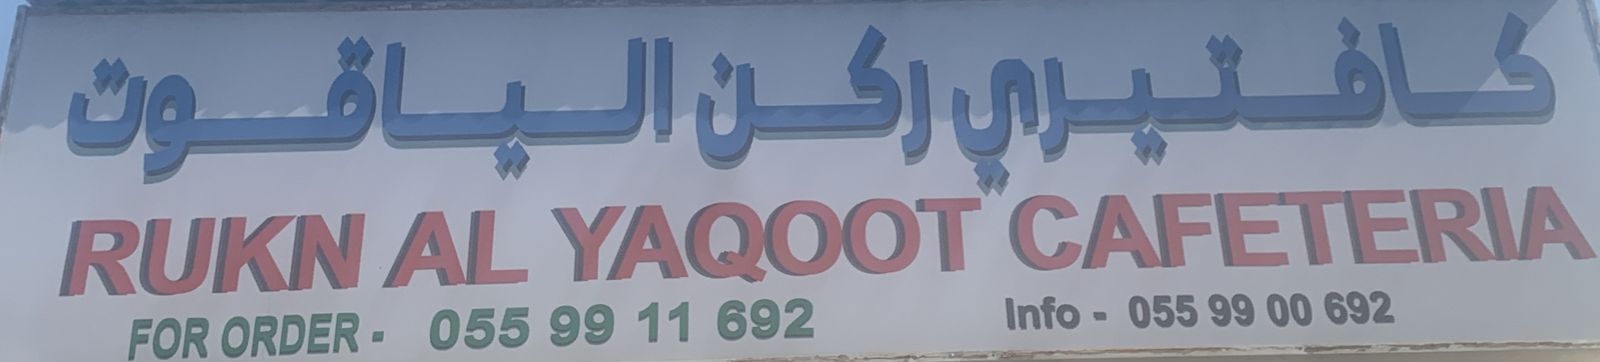 كافتيري ركن الياقوت
RUKN AL YAQOOT CAFETERIA
FOR ORDER - 055 99 11 692
Info - 055 99 00 692